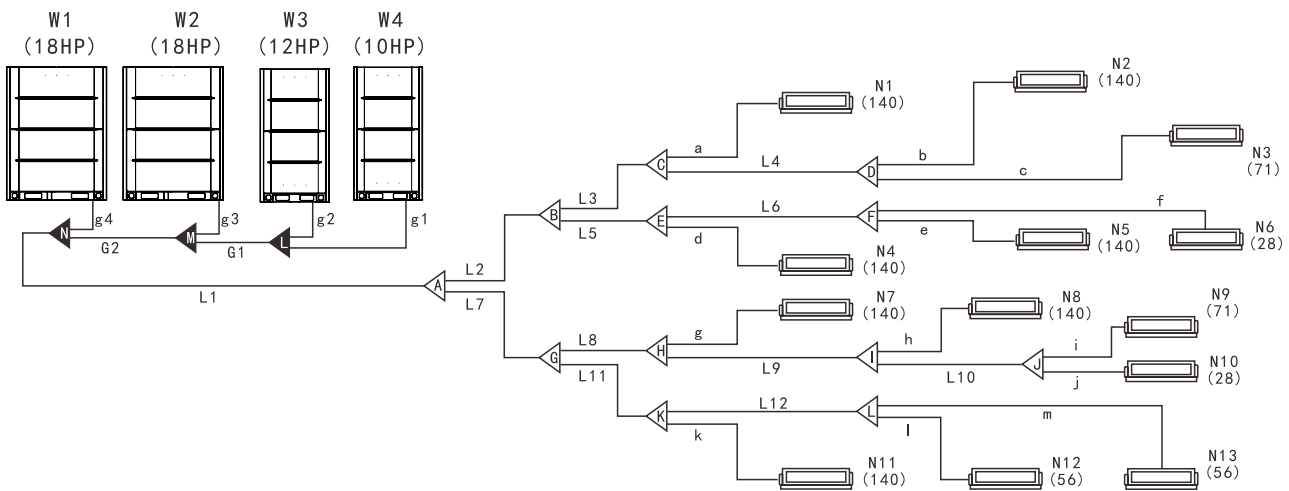 W1
(18HP)
W2
(18HP)
W3
(12HP)
W4
(10HP)
g4
g3
g2
g1
N
M
L
G2
G1
L1
A
L2
L7
B
L3
L5
C
a
L4
D
b
c
N1
(140)
N2
(140)
N3
(71)
E
L6
d
F
f
e
N4
(140)
N5
(140)
N6
(28)
G
L8
L11
H
g
L9
I
h
L10
J
i
j
N7
(140)
N8
(140)
N9
(71)
N10
(28)
K
L12
k
L
m
l
N11
(140)
N12
(56)
N13
(56)